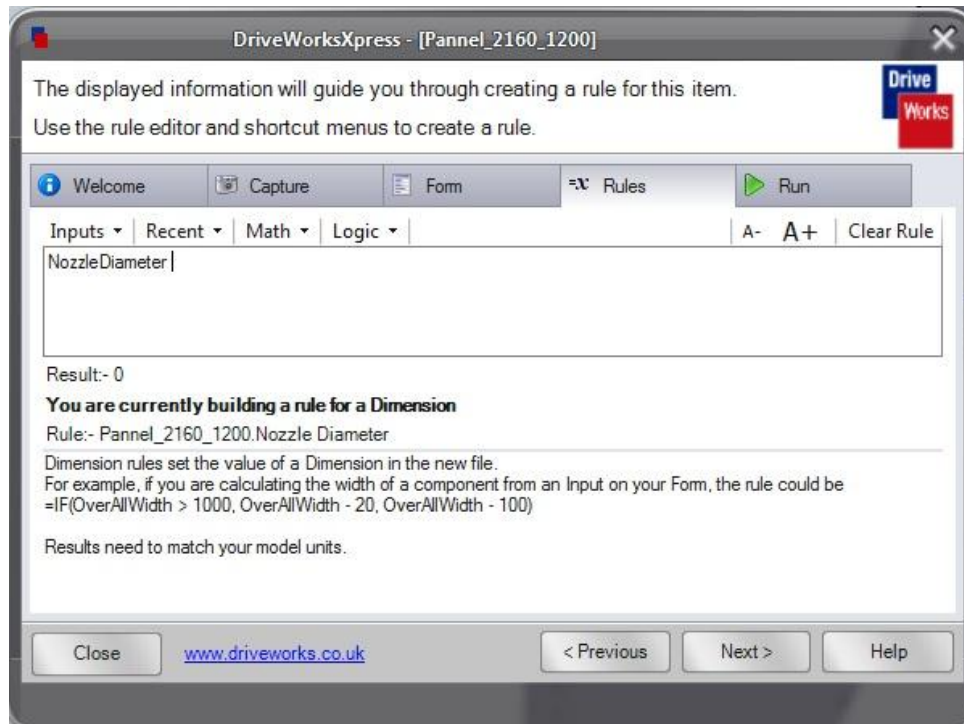 DriveWorksXpress - [Pannel_2160_1200]
The displayed information will guide you through creating a rule for this item.
Use the rule editor and shortcut menus to create a rule.
Drive
Works
Welcome Capture Form =x Rules Run
Inputs Recent Math Logic A- A+ Clear Rule
NozzleDiameter
Result:- 0
You are currently building a rule for a Dimension
Rule:- Pannel_2160_1200.Nozzle Diameter
Dimension rules set the value of a Dimension in the new file.
For example, if you are calculating the width of a component from an Input on your Form, the rule could be
=IF(OverAllWidth > 1000, OverAllWidth - 20, OverAllWidth - 100)
Results need to match your model units.
Close www.driveworks.co.uk < Previous Next > Help